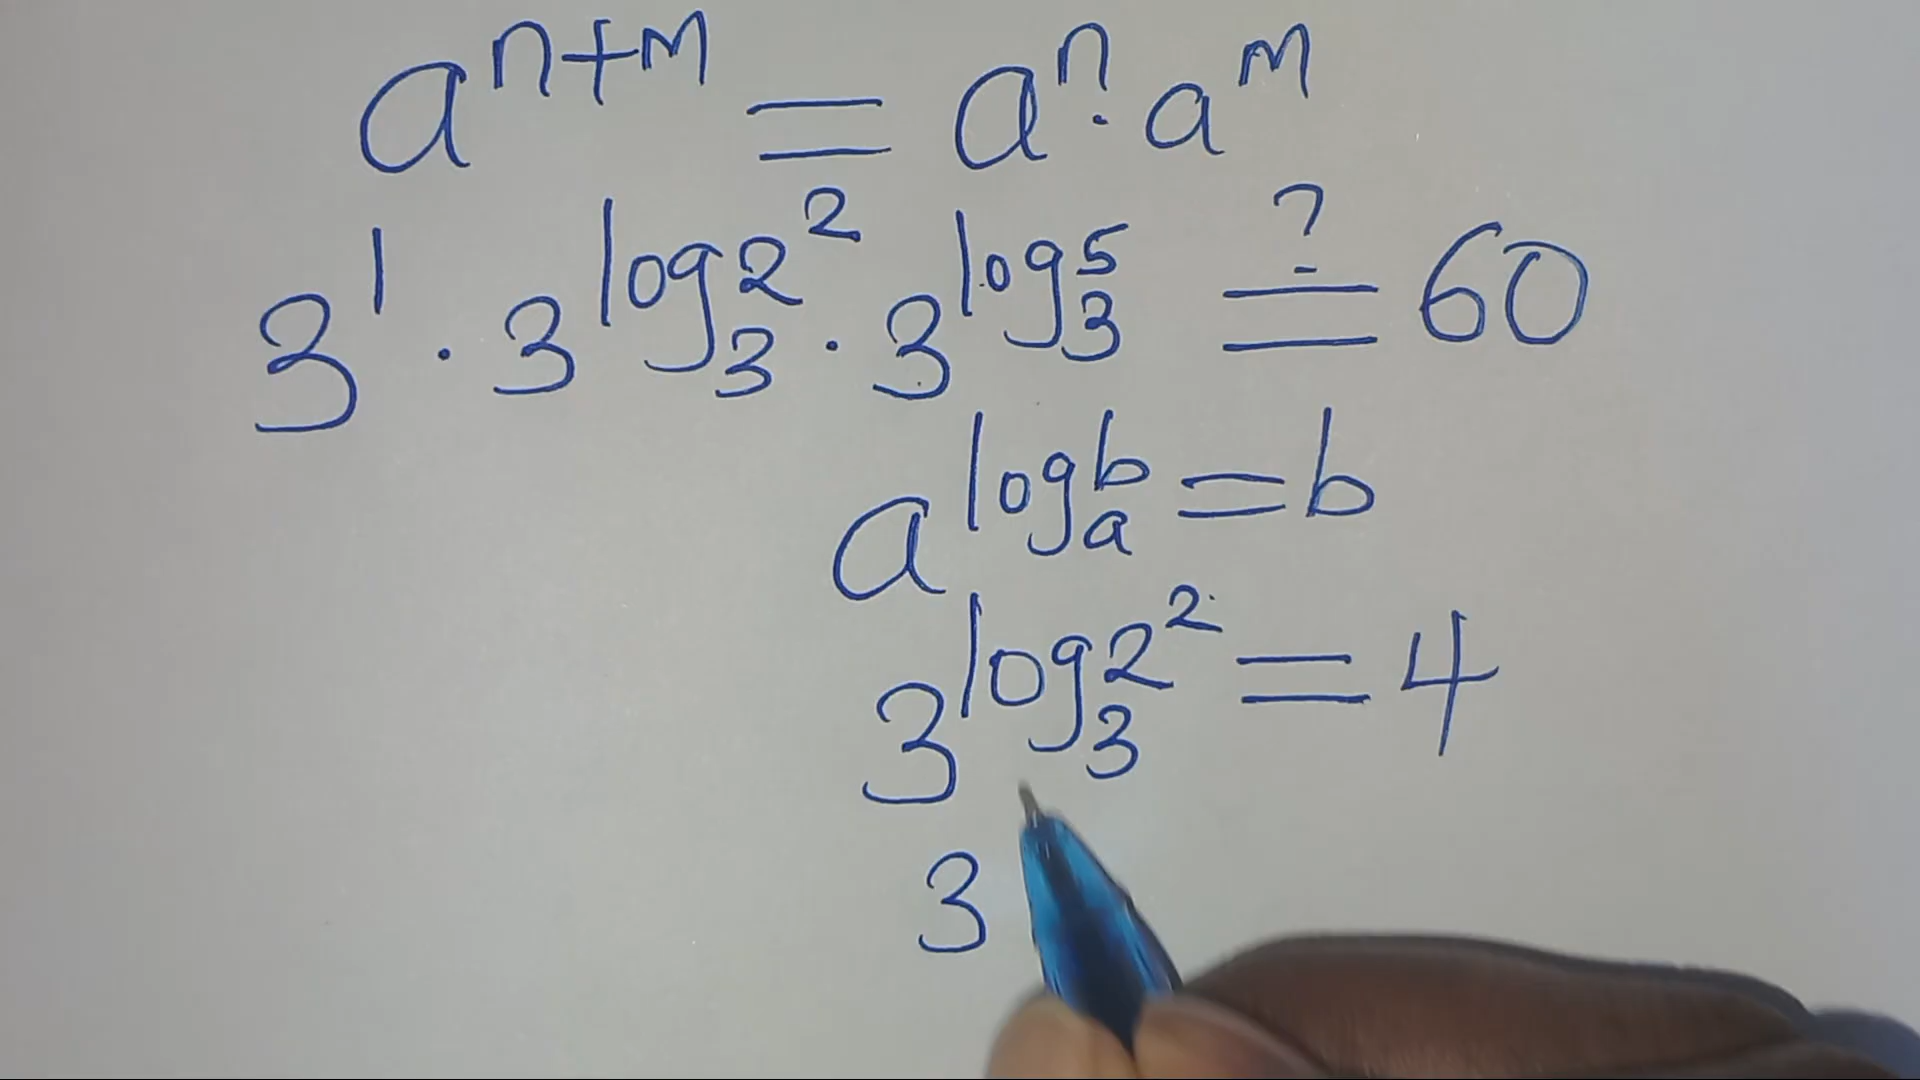 a^{n+m} = a^n · a^m
3^1 · 3^{log_3 2^2} · 3^{log_3 5} =? 60
a^{log_a b} = b
3^{log_3 2^2} = 4
3